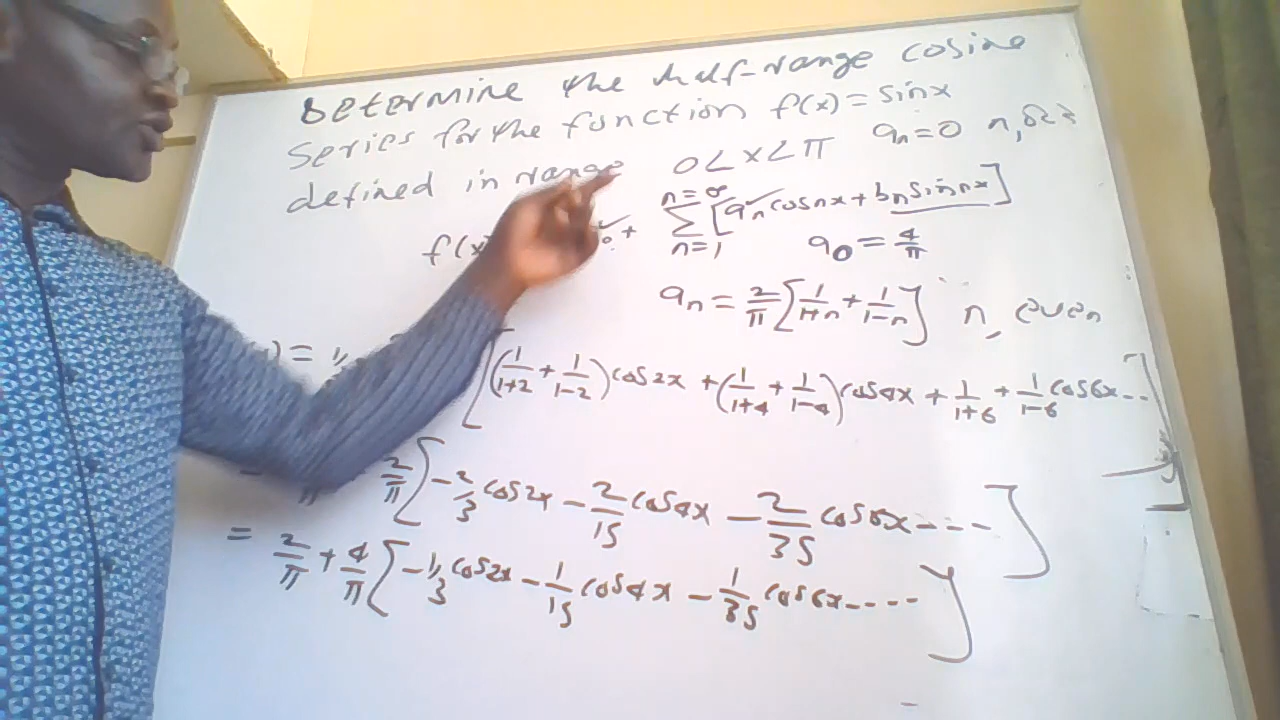 Determine the half-range cosine
series for the function f(x) = sinx
defined in range 0 < x < π aₙ = 0 n, odd
f(x) + ∑ n=1 n=∞ [aₙ cosnx + bₙ sin nx]
a₀ = 4/π
aₙ = 2/π [1/1+n + 1/1-n] n, even
) = 1/ [(1/1+2 + 1/1-2) cos2x + (1/1+4 + 1/1-4) cos4x + 1/1+6 + 1/1-6 cos6x ..
= 2/π [-2/3 cos2x - 2/15 cos4x - 2/35 cos6x ----]
= 2/π + 4/π [-1/3 cos2x - 1/15 cos4x - 1/35 cos6x ----]